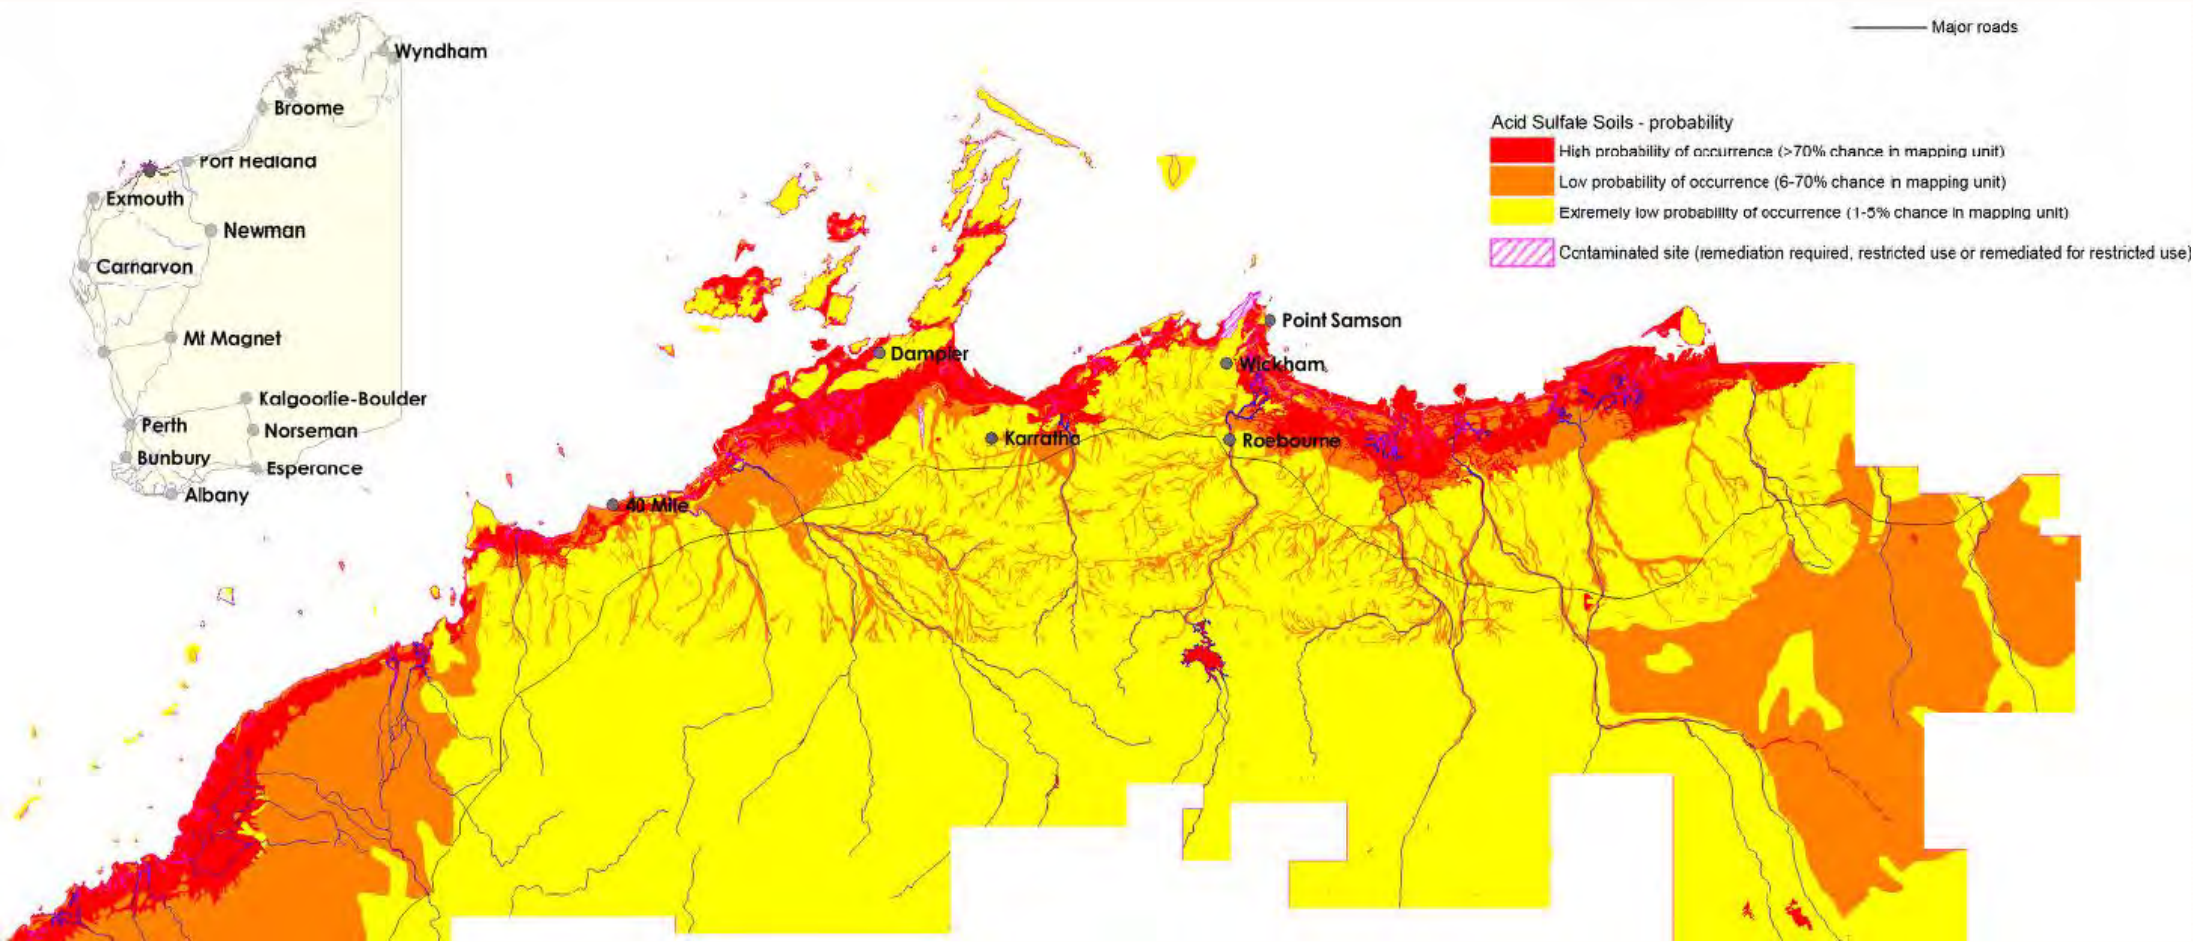 Major roads
Wyndham
Broome
Port Hedland
Exmouth
Newman
Carnarvon
Mt Magnet
Kalgoorlie-Boulder
Perth
Norseman
Bunbury
Esperance
Albany
Acid Sulfate Soils - probability
High probability of occurrence (>70% chance in mapping unit)
Low probability of occurrence (6-70% chance in mapping unit)
Extremely low probability of occurrence (1-5% chance in mapping unit)
Contaminated site (remediation required, restricted use or remediated for restricted use)
Point Samson
Dampier
Wickham
Karratha
Roebourne
40 Mile